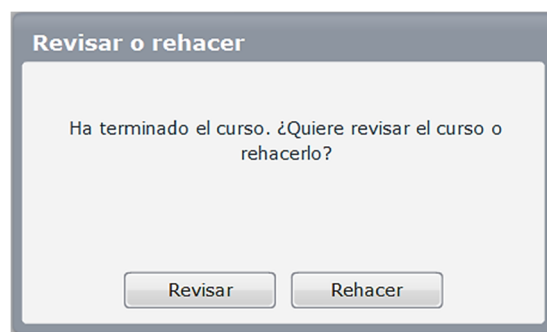 Revisar o rehacer
Ha terminado el curso. ¿Quiere revisar el curso o
rehacerlo?
Revisar
Rehacer